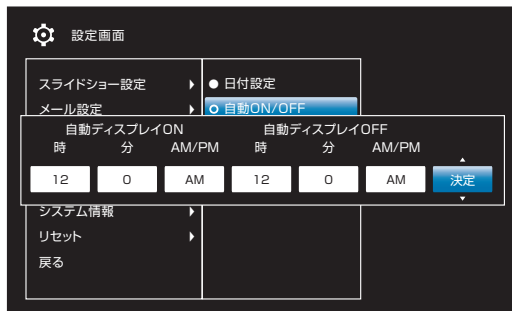 設定画面
スライドショー設定
日付設定
メール設定
自動ON/OFF
自動ディスプレイON 自動ディスプレイOFF
時 分 AM/PM 時 分 AM/PM
12 0 AM 12 0 AM 決定
システム情報
リセット
戻る